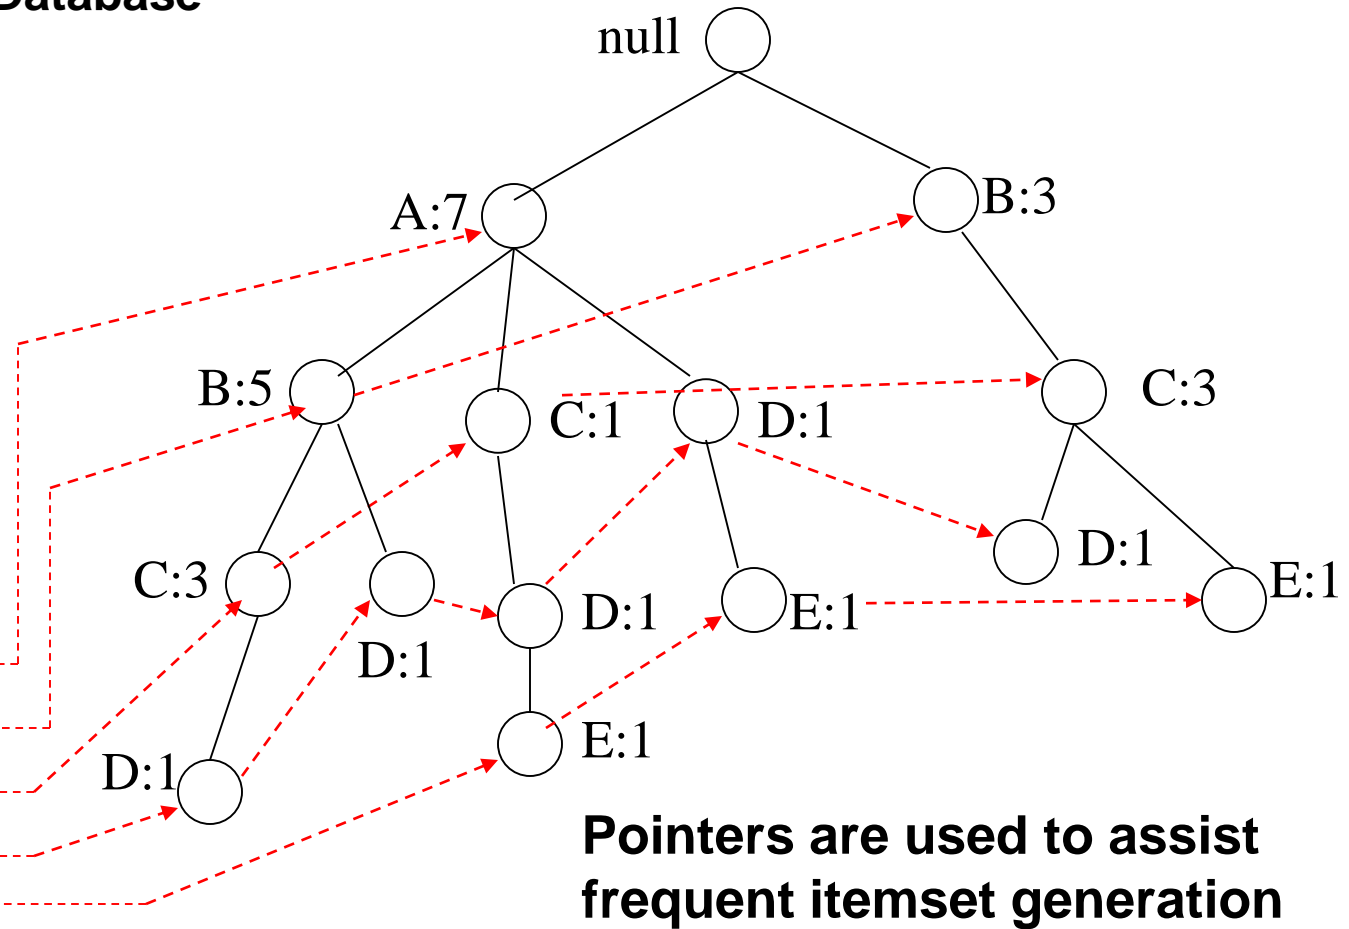 Database
null
A:7
B:3
B:5
C:1
D:1
C:3
C:3
D:1
D:1
D:1
E:1
E:1
D:1
E:1
Pointers are used to assist
frequent itemset generation